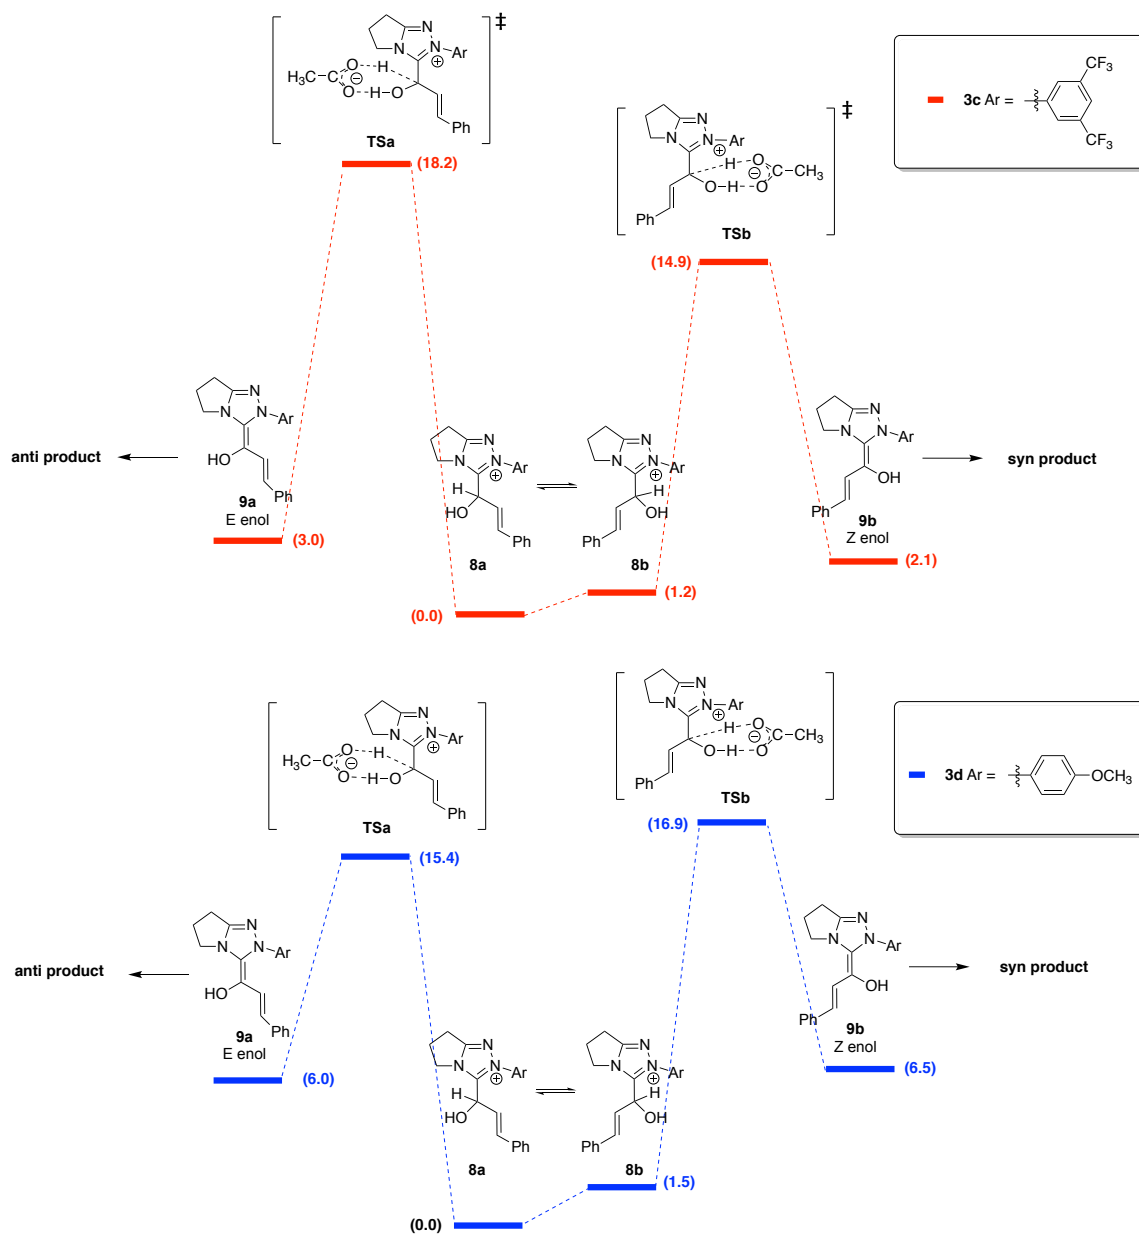 ‡
N
N
N
Ar
⊕
H3C
C
O
H
⊖
O
H
O
Ph
TSa
(18.2)
‡
N
N
N
Ar
⊕
H
O
⊖
C
CH3
O
H
O
Ph
TSb
(14.9)
3c Ar =
CF3
CF3
N
N
N
Ar
HO
Ph
9a
E enol
(3.0)
anti product
N
N
N
Ar
⊕
H
HO
Ph
8a
(0.0)
N
N
N
Ar
⊕
H
OH
Ph
8b
(1.2)
N
N
N
Ar
OH
Ph
9b
Z enol
(2.1)
syn product
N
N
N
Ar
⊕
H3C
C
O
H
⊖
O
H
O
Ph
TSa
(15.4)
N
N
N
Ar
⊕
H
O
⊖
C
CH3
O
H
O
Ph
TSb
(16.9)
3d Ar =
OCH3
N
N
N
Ar
HO
Ph
9a
E enol
(6.0)
anti product
N
N
N
Ar
⊕
H
HO
Ph
8a
(0.0)
N
N
N
Ar
⊕
H
OH
Ph
8b
(1.5)
N
N
N
Ar
OH
Ph
9b
Z enol
(6.5)
syn product